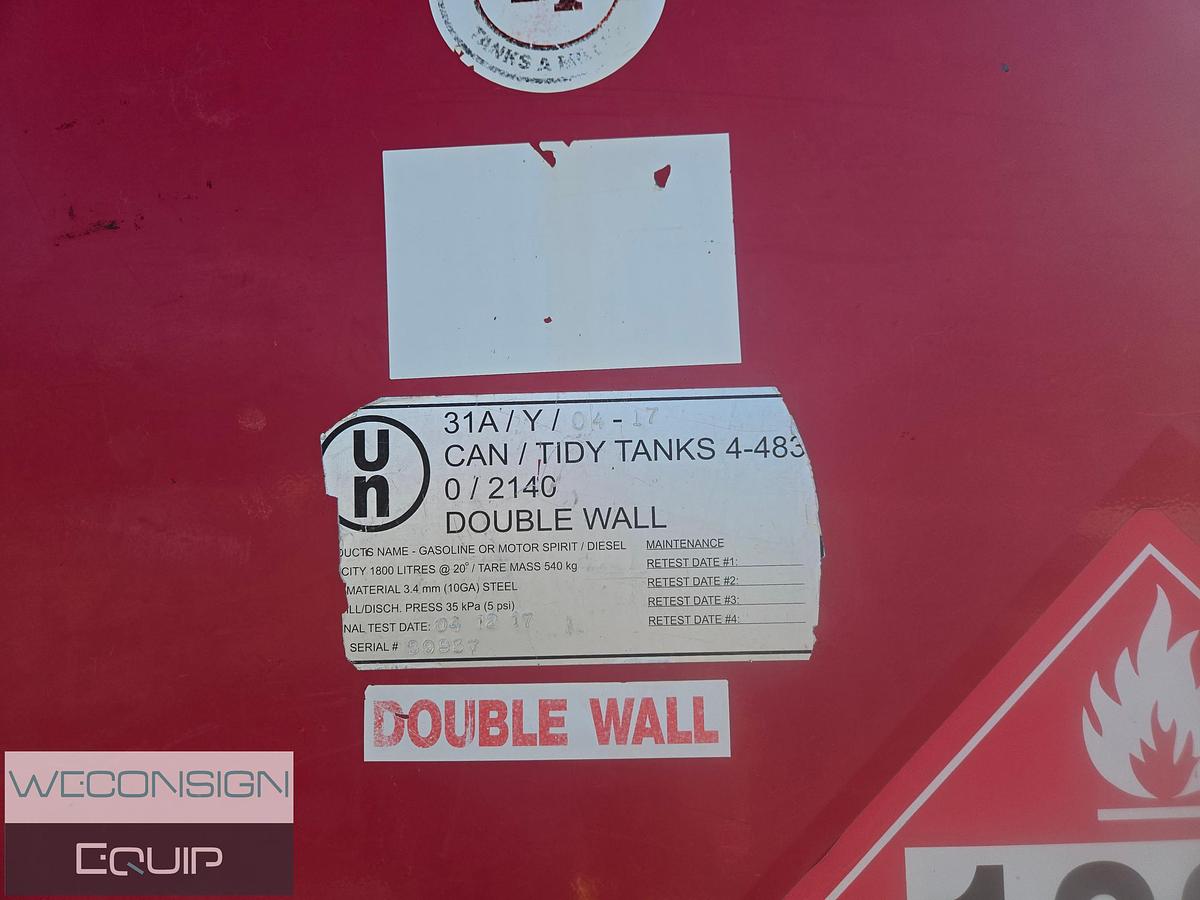 TANKS &
31A / Y / 04 - 17
CAN / TIDY TANKS 4-483
0 / 2140
DOUBLE WALL
un
DUCTS NAME - GASOLINE OR MOTOR SPIRIT / DIESEL
CITY 1800 LITRES @ 20° / TARE MASS 540 kg
MATERIAL 3.4 mm (10GA) STEEL
ILL/DISCH. PRESS 35 kPa (5 psi)
NAL TEST DATE: 04 12 17
SERIAL #
MAINTENANCE
RETEST DATE #1:
RETEST DATE #2:
RETEST DATE #3:
RETEST DATE #4:
DOUBLE WALL
WECONSIGN
EQUIP